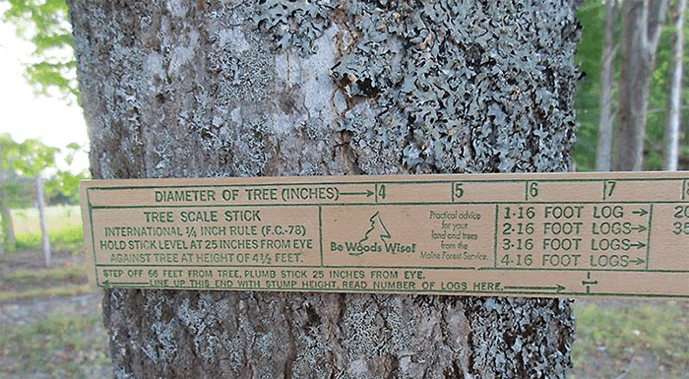 DIAMETER OF TREE (INCHES) 4 5 6 7
TREE SCALE STICK
INTERNATIONAL ¼ INCH RULE (F.C.-78)
HOLD STICK LEVEL AT 25 INCHES FROM EYE
AGAINST TREE AT HEIGHT OF 4½ FEET.
Be Woods Wise!
Practical advice
for your
land and trees
from the
Maine Forest Service.
1-16 FOOT LOG → 20
2-16 FOOT LOGS→ 35
3-16 FOOT LOGS→
4-16 FOOT LOGS→
STEP OFF 66 FEET FROM TREE, PLUMB STICK 25 INCHES FROM EYE.
LINE UP THIS END WITH STUMP HEIGHT. READ NUMBER OF LOGS HERE.